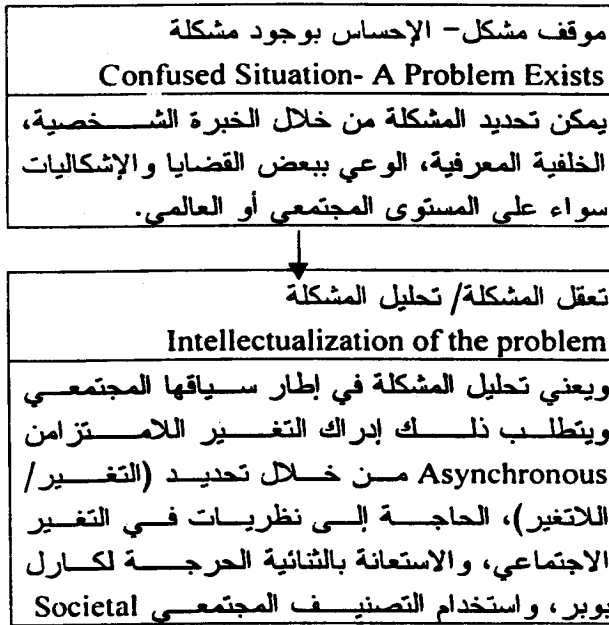 موقف مشكل- الإحساس بوجود مشكلة
Confused Situation- A Problem Exists
يمكن تحديد المشكلة من خلال الخبرة الشخصية،
الخلفية المعرفية، الوعي ببعض القضايا والإشكاليات
سواء على المستوى المجتمعي أو العالمي.
تعقل المشكلة/ تحليل المشكلة
Intellectualization of the problem
ويعني تحليل المشكلة في إطار سياقها المجتمعي
ويتطلب ذلك إدراك التغير اللامتزامن
Asynchronous من خلال تحديد (التغير/
اللاتغير)، الحاجة إلى نظريات في التغير
الاجتماعي، والاستعانة بالثنائية الحرجة لكارل
بوبر، واستخدام التصنيف المجتمعي Societal